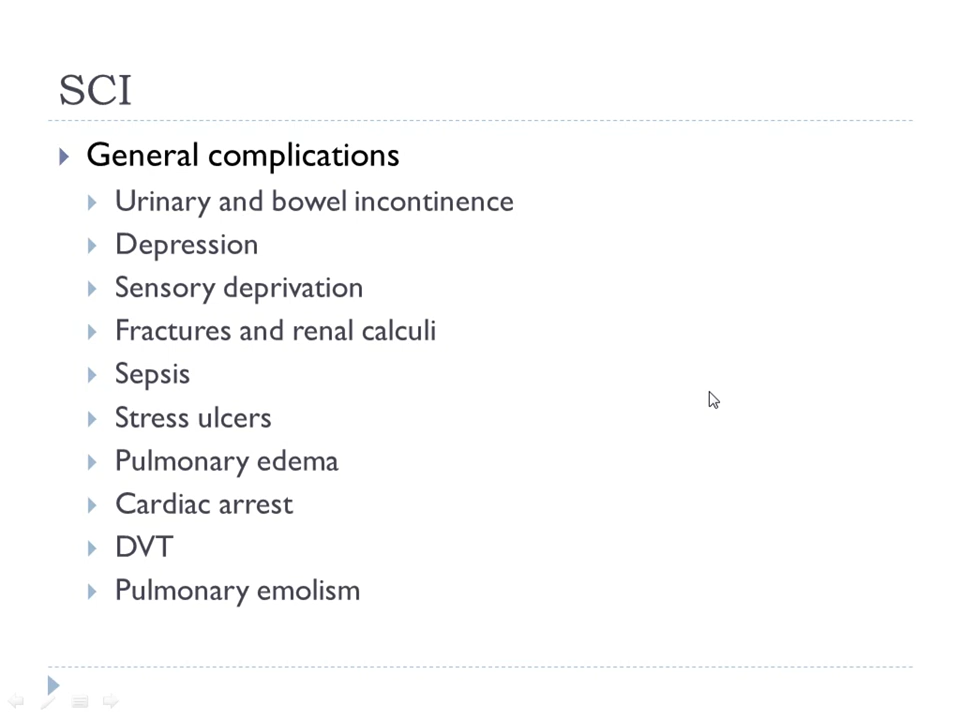 SCI
General complications
Urinary and bowel incontinence
Depression
Sensory deprivation
Fractures and renal calculi
Sepsis
Stress ulcers
Pulmonary edema
Cardiac arrest
DVT
Pulmonary emolism